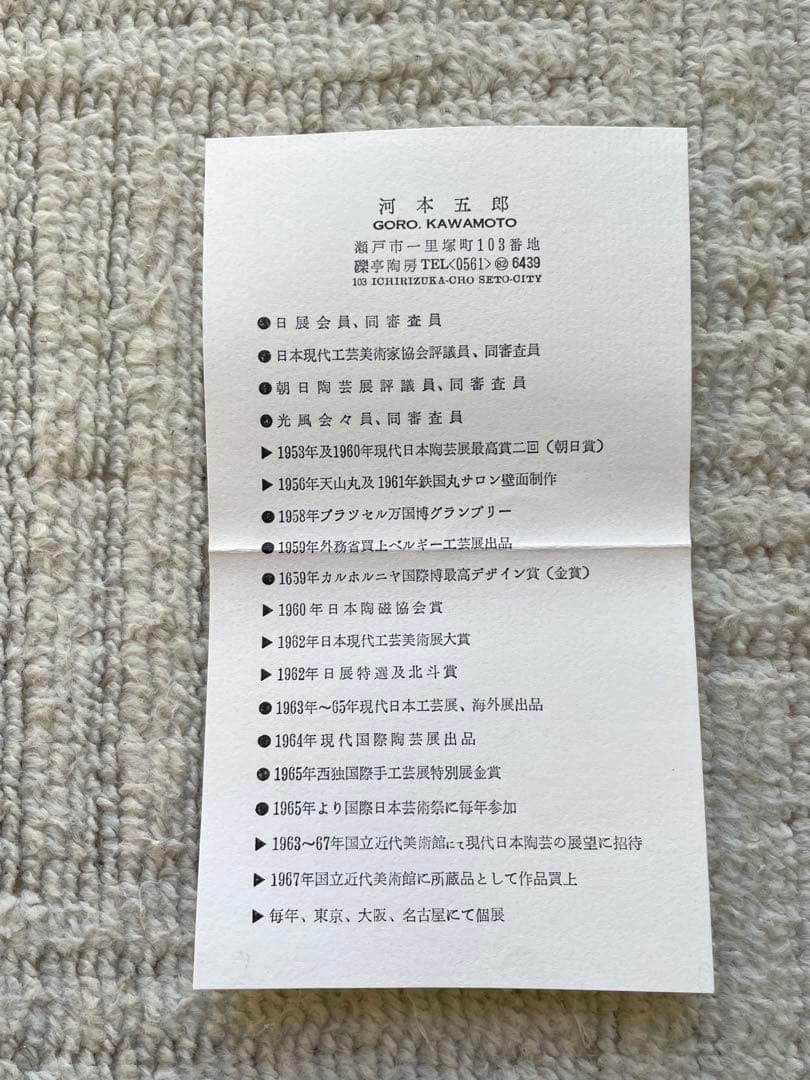 河本五郎
GORO. KAWAMOTO
瀬戸市一里塚町103番地
礫亭陶房 TEL<0561>㊷ 6439
103 ICHIRIZUKA-CHO SETO-CITY
●日展会員、同審査員
●日本現代工芸美術家協会評議員、同審査員
●朝日陶芸展評議員、同審査員
●光風会々員、同審査員
▶1953年及1960年現代日本陶芸展最高賞二回(朝日賞)
▶1956年天山丸及1961年鉄国丸サロン壁面制作
●1958年ブラツセル万国博グランプリー
●1959年外務省買上ベルギー工芸展出品
●1659年カルホルニヤ国際博最高デザイン賞(金賞)
▶1960年日本陶磁協会賞
▶1962年日本現代工芸美術展大賞
▶1962年日展特選及北斗賞
●1963年〜65年現代日本工芸展、海外展出品
●1964年現代国際陶芸展出品
●1965年西独国際手工芸展特別展金賞
●1965年より国際日本芸術祭に毎年参加
▶1963〜67年国立近代美術館にて現代日本陶芸の展望に招待
▶1967年国立近代美術館に所蔵品として作品買上
▶毎年、東京、大阪、名古屋にて個展